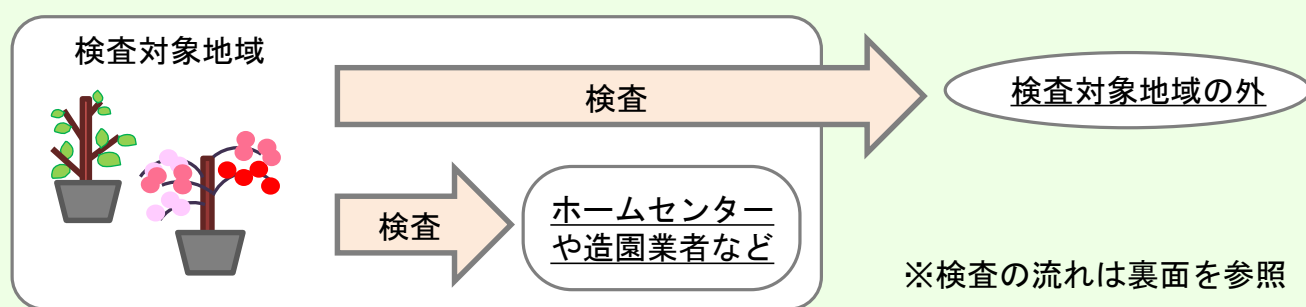 検査対象地域
検査
検査対象地域の外
検査
ホームセンター
や造園業者など
※検査の流れは裏面を参照